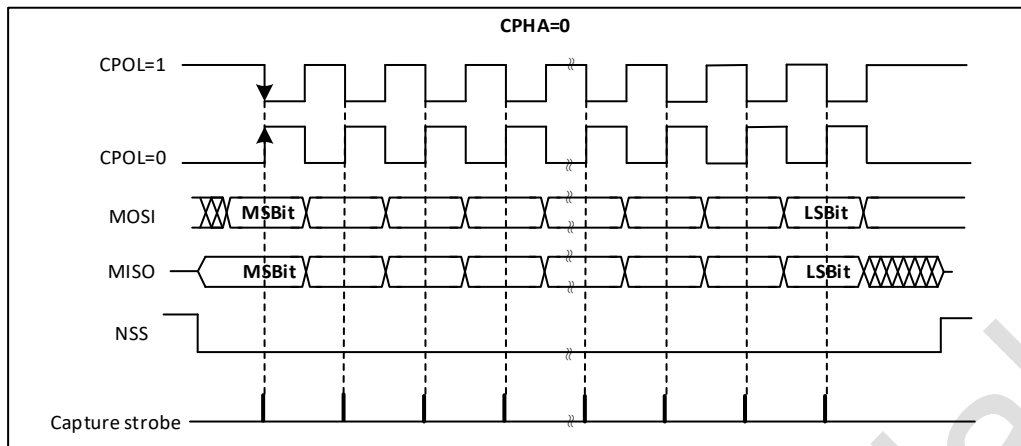 CPHA=0
CPOL=1
CPOL=0
MOSI MSBit LSBit
MISO MSBit LSBit
NSS
Capture strobe